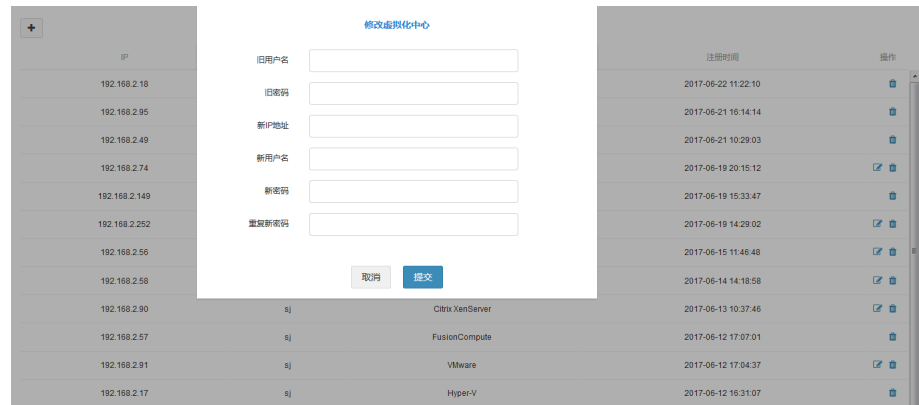 修改虚拟化中心
IP 注册时间 操作
旧用户名
192.168.2.18 2017-06-22 11:22:10
旧密码
192.168.2.95 2017-06-21 16:14:14
新IP地址
192.168.2.49 2017-06-21 10:29:03
新用户名
192.168.2.74 2017-06-19 20:15:12
新密码
192.168.2.149 2017-06-19 15:33:47
重复新密码
192.168.2.252 2017-06-19 14:29:02
192.168.2.56 2017-06-15 11:46:48
取消 提交
192.168.2.58 2017-06-14 14:18:58
192.168.2.90 sj Citrix XenServer 2017-06-13 10:37:46
192.168.2.57 sj FusionCompute 2017-06-12 17:07:01
192.168.2.91 sj VMware 2017-06-12 17:04:37
192.168.2.17 sj Hyper-V 2017-06-12 16:31:07